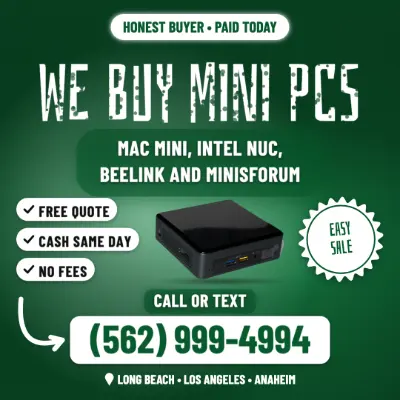 HONEST BUYER • PAID TODAY
WE BUY MINI PCS
MAC MINI, INTEL NUC,
BEELINK AND MINISFORUM
FREE QUOTE
CASH SAME DAY
NO FEES
EASY
SALE
CALL OR TEXT
(562) 999-4994
LONG BEACH • LOS ANGELES • ANAHEIM